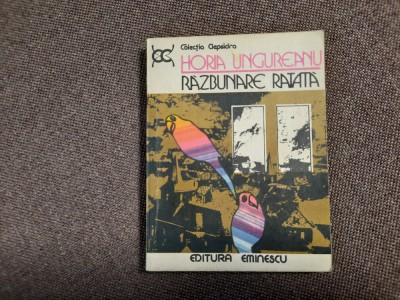 Colecția Clepsidra
HORIA UNGUREANU
RĂZBUNARE RATATĂ
EDITURA EMINESCU